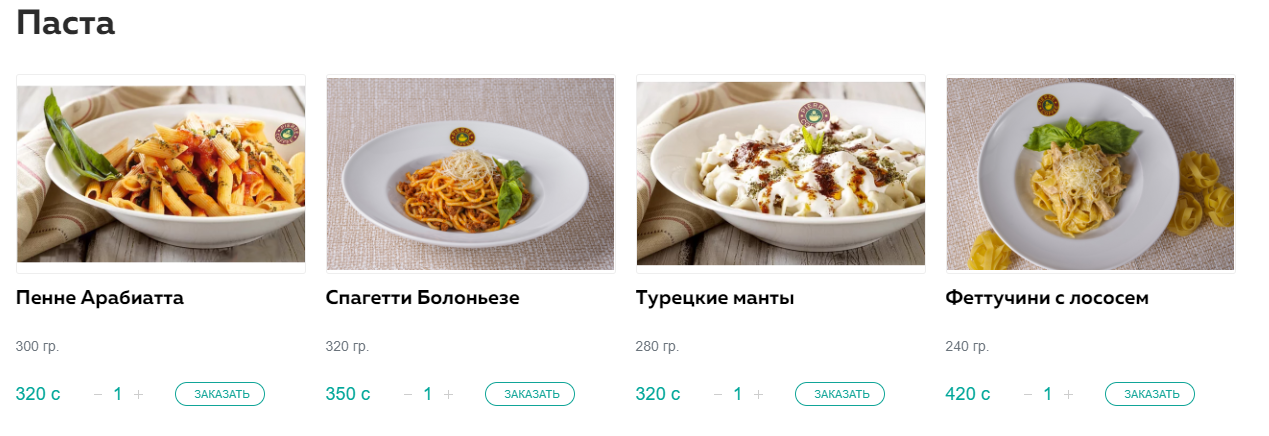 Паста
Пенне Арабиатта
Спагетти Болоньезе
Турецкие манты
Феттучини с лососем
300 гр.
320 гр.
280 гр.
240 гр.
320 с − 1 + ЗАКАЗАТЬ
350 с − 1 + ЗАКАЗАТЬ
320 с − 1 + ЗАКАЗАТЬ
420 с − 1 + ЗАКАЗАТЬ